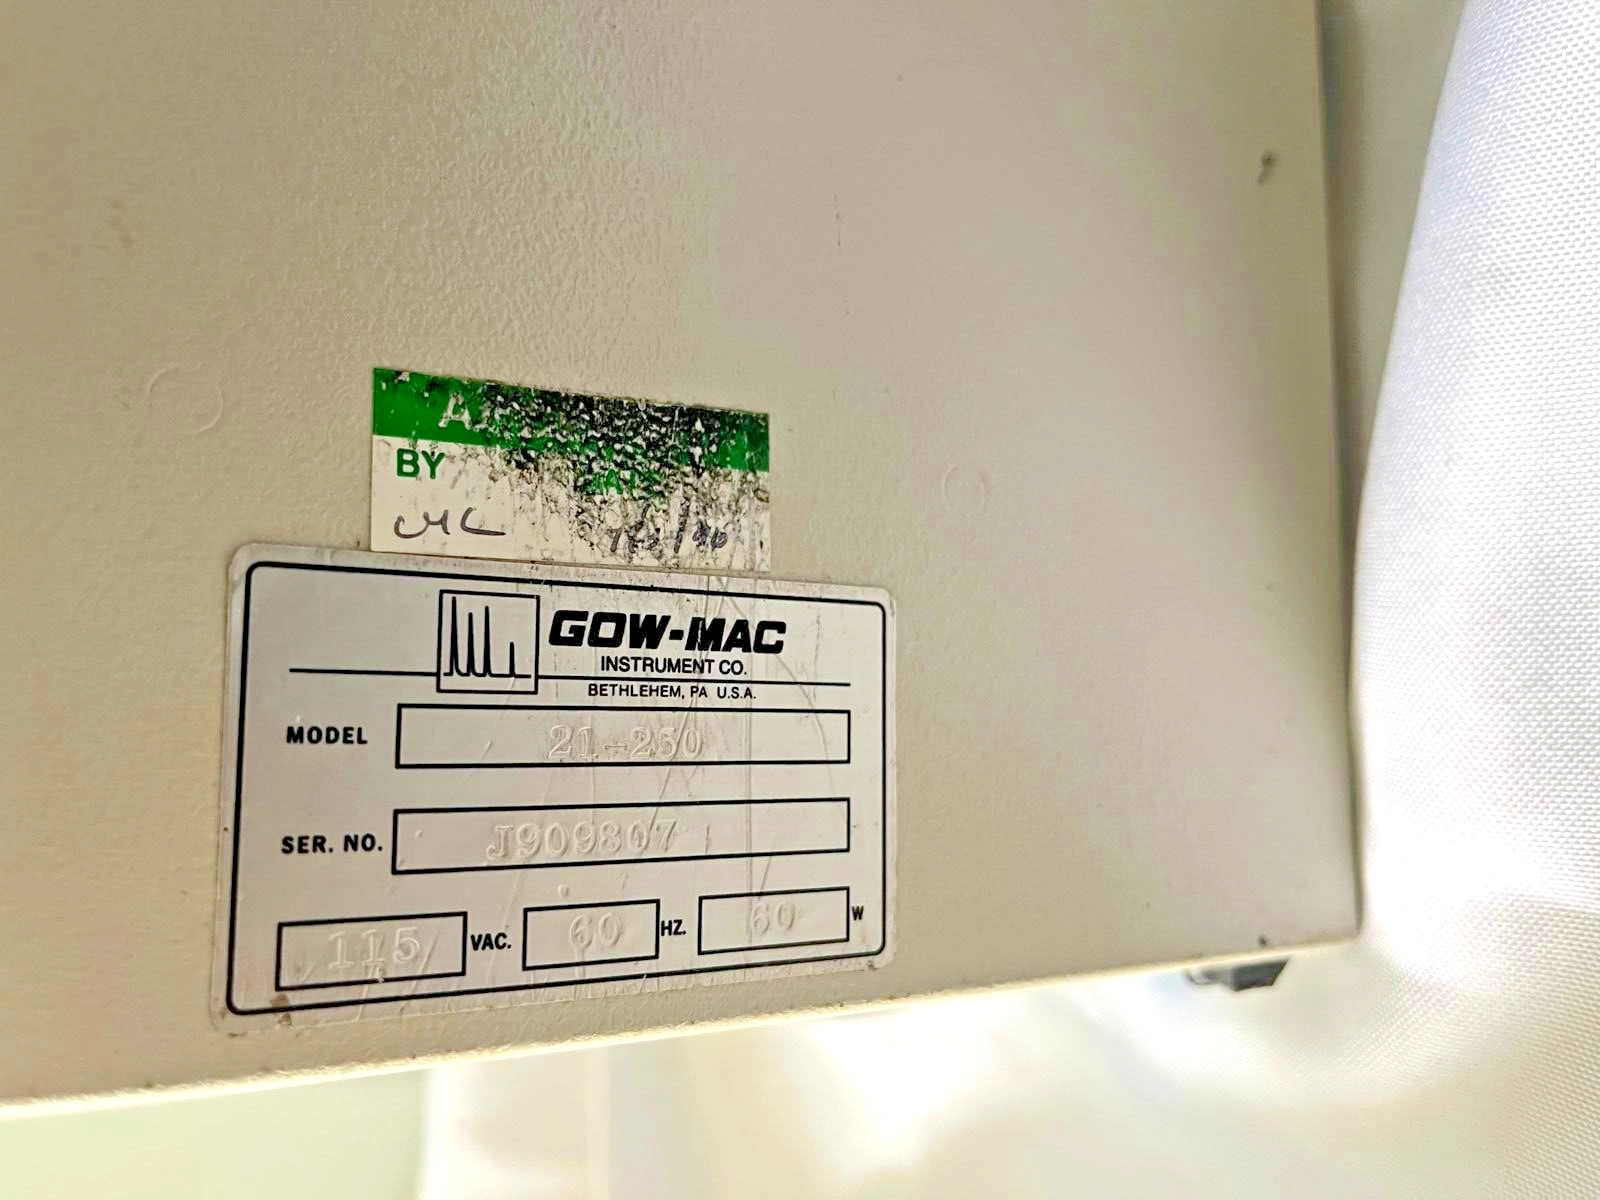 BY
GOW-MAC
INSTRUMENT CO.
BETHLEHEM, PA U.S.A.
MODEL 21-250
SER. NO. J909807
115 VAC. 60 HZ. 60 W